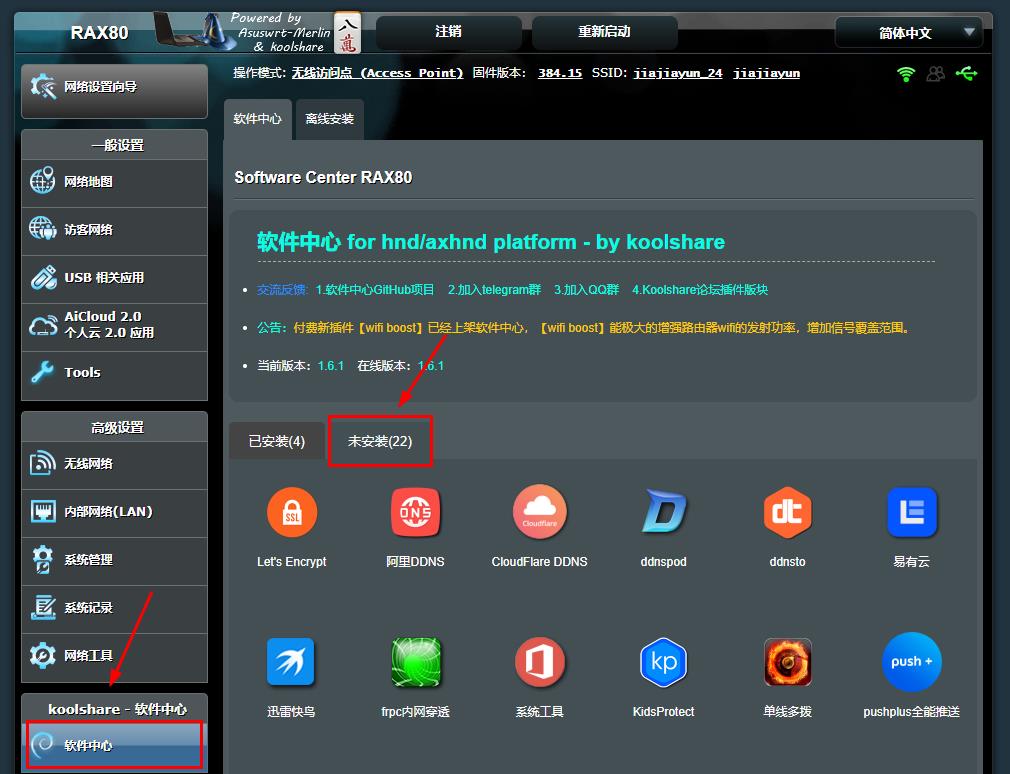 RAX80
Powered by
Asuswrt-Merlin
& koolshare
八萬
注销
重新启动
简体中文
操作模式: 无线访问点 (Access Point) 固件版本: 384.15 SSID: jiajiayun_24 jiajiayun
网络设置向导
一般设置
网络地图
访客网络
USB 相关应用
AiCloud 2.0
个人云 2.0 应用
Tools
高级设置
无线网络
内部网络(LAN)
系统管理
系统记录
网络工具
koolshare - 软件中心
软件中心
软件中心
离线安装
Software Center RAX80
软件中心 for hnd/axhnd platform - by koolshare
交流反馈: 1.软件中心GitHub项目 2.加入telegram群 3.加入QQ群 4.Koolshare论坛插件版块
公告: 付费新插件【wifi boost】已经上架软件中心，【wifi boost】能极大的增强路由器wifi的发射功率，增加信号覆盖范围。
当前版本: 1.6.1 在线版本: 1.6.1
已安装(4)
未安装(22)
SSL
DNS
Cloudflare
D
dt
Let's Encrypt
阿里DDNS
CloudFlare DDNS
ddnspod
ddnsto
易有云
kp
push +
迅雷快鸟
frpc内网穿透
系统工具
KidsProtect
单线多拨
pushplus全能推送